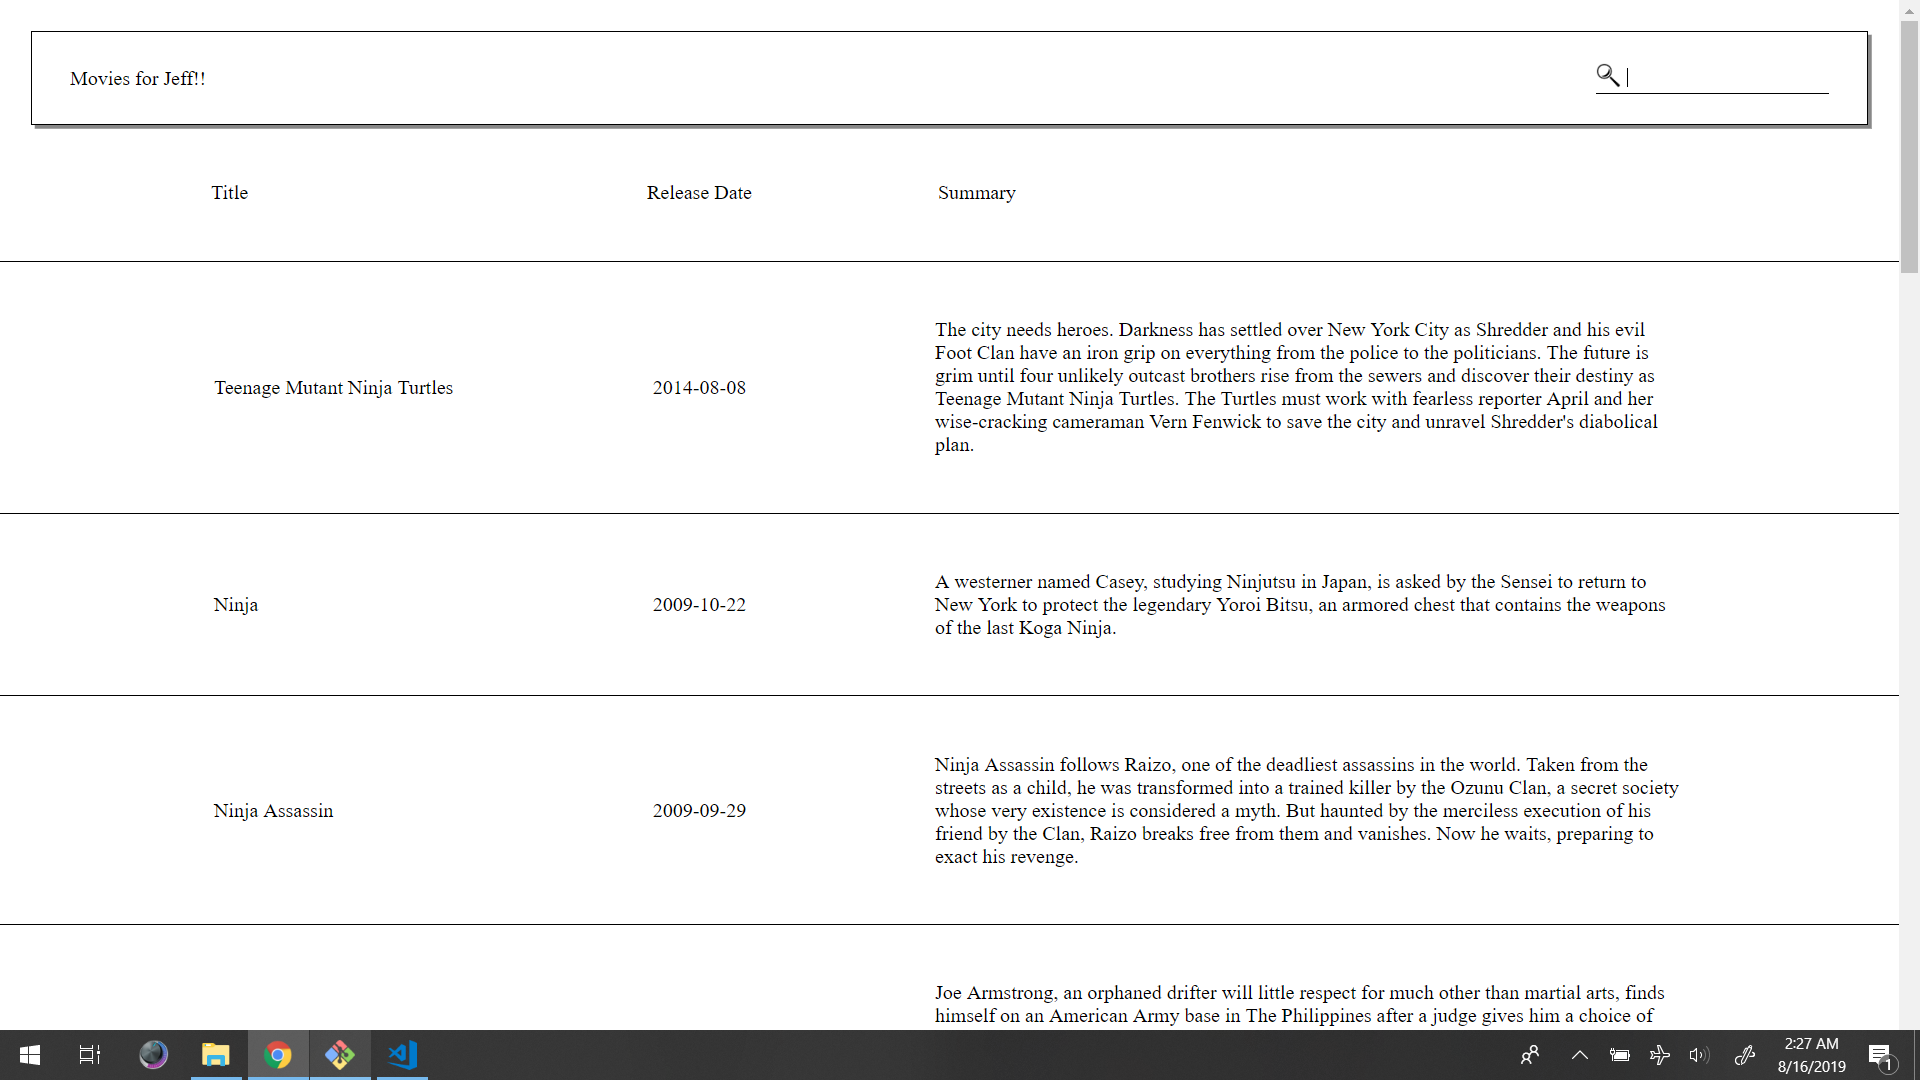 Movies for Jeff!!
Title Release Date Summary
The city needs heroes. Darkness has settled over New York City as Shredder and his evil
Foot Clan have an iron grip on everything from the police to the politicians. The future is
grim until four unlikely outcast brothers rise from the sewers and discover their destiny as
Teenage Mutant Ninja Turtles 2014-08-08
Teenage Mutant Ninja Turtles. The Turtles must work with fearless reporter April and her
wise-cracking cameraman Vern Fenwick to save the city and unravel Shredder's diabolical
plan.
A westerner named Casey, studying Ninjutsu in Japan, is asked by the Sensei to return to
Ninja 2009-10-22 New York to protect the legendary Yoroi Bitsu, an armored chest that contains the weapons
of the last Koga Ninja.
Ninja Assassin follows Raizo, one of the deadliest assassins in the world. Taken from the
streets as a child, he was transformed into a trained killer by the Ozunu Clan, a secret society
Ninja Assassin 2009-09-29 whose very existence is considered a myth. But haunted by the merciless execution of his
friend by the Clan, Raizo breaks free from them and vanishes. Now he waits, preparing to
exact his revenge.
Joe Armstrong, an orphaned drifter will little respect for much other than martial arts, finds
himself on an American Army base in The Philippines after a judge gives him a choice of
2:27 AM
8/16/2019
1